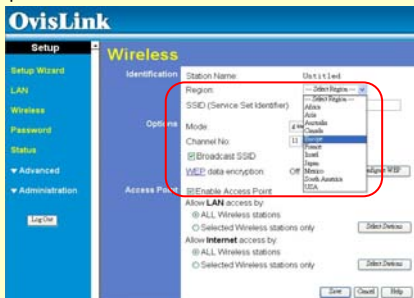 OvisLink
Setup
Setup Wizard
LAN
Wireless
Password
Status
Advanced
Administration
Log Out
Wireless
Identification
Station Name: Untitled
Region: --- Select Region ---
--- Select Region ---
Africa
Asia
Australia
Canada
Europe
France
Israel
Japan
Mexico
South America
USA
SSID (Service Set Identifier)
Options
Mode:
Channel No: 11
Broadcast SSID
WEP data encryption: Off
WEP
Access Point
Enable Access Point
Allow LAN access by:
ALL Wireless stations
Selected Wireless stations only
Select Stations
Allow Internet access by:
ALL Wireless stations
Selected Wireless stations only
Select Stations
Save Cancel Help